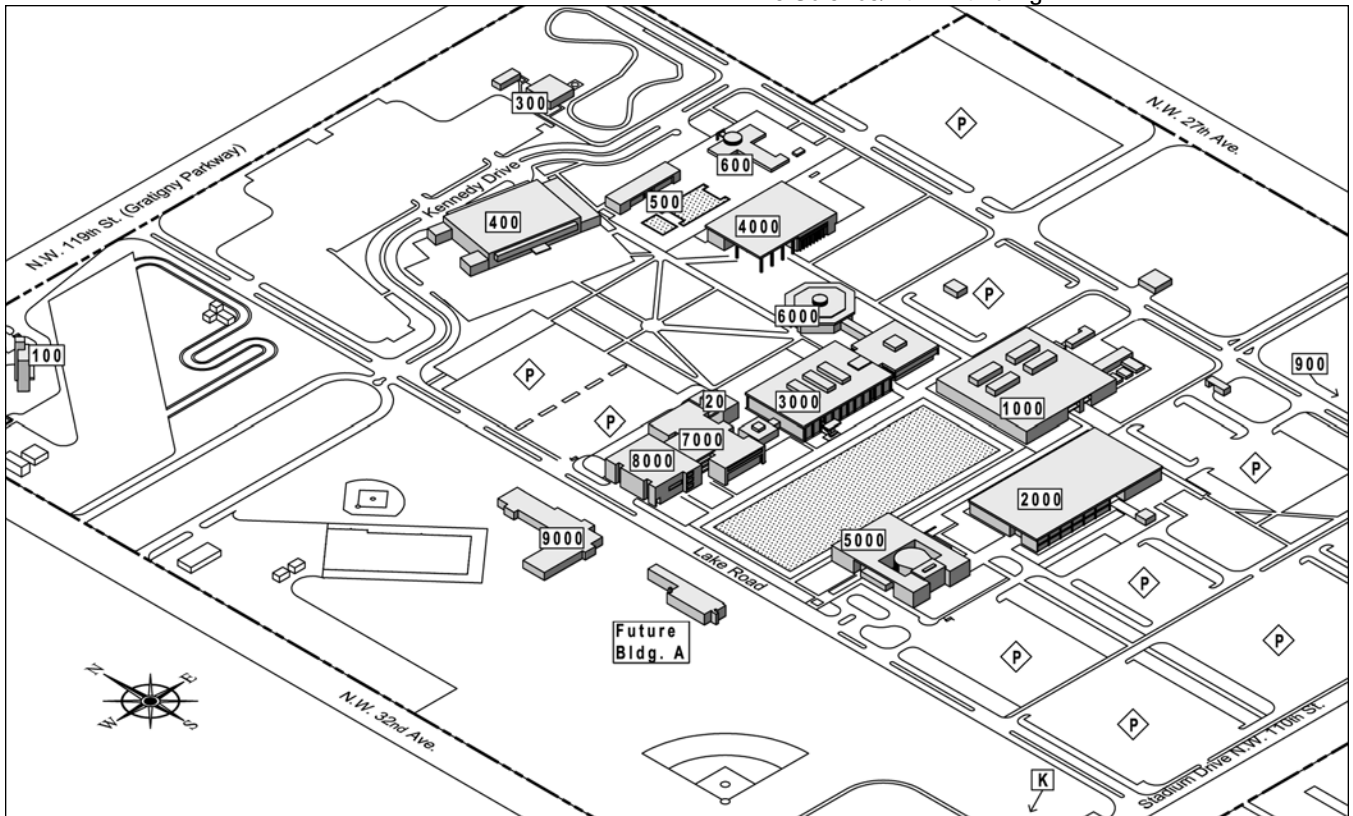 N.W. 27th Ave.
P
300
600
N.W. 119th St. (Gratigny Parkway)
Kennedy Drive
500
400
4000
P
6000
100
900
P
3000
20
1000
P
7000
8000
P
2000
9000
5000
Lake Road
P
Future
Bldg. A
P
P
N
E
W
S
N.W. 32nd Ave.
P
K
Stadium Drive N.W. 110th St.